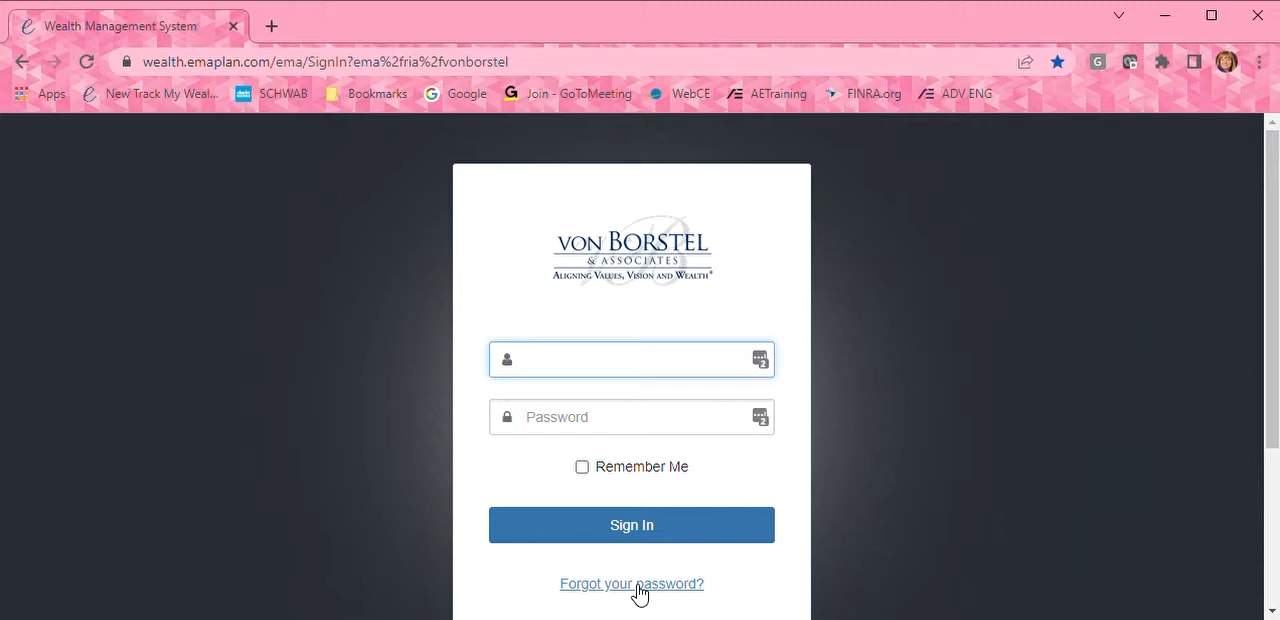 Wealth Management System
wealth.emaplan.com/ema/SignIn?ema%2fria%2fvonborstel
Apps
New Track My Weal...
SCHWAB
Bookmarks
Google
Join - GoToMeeting
WebCE
AETraining
FINRA.org
ADV ENG
VON BORSTEL
& ASSOCIATES
ALIGNING VALUES, VISION AND WEALTH®
Password
Remember Me
Sign In
Forgot your password?